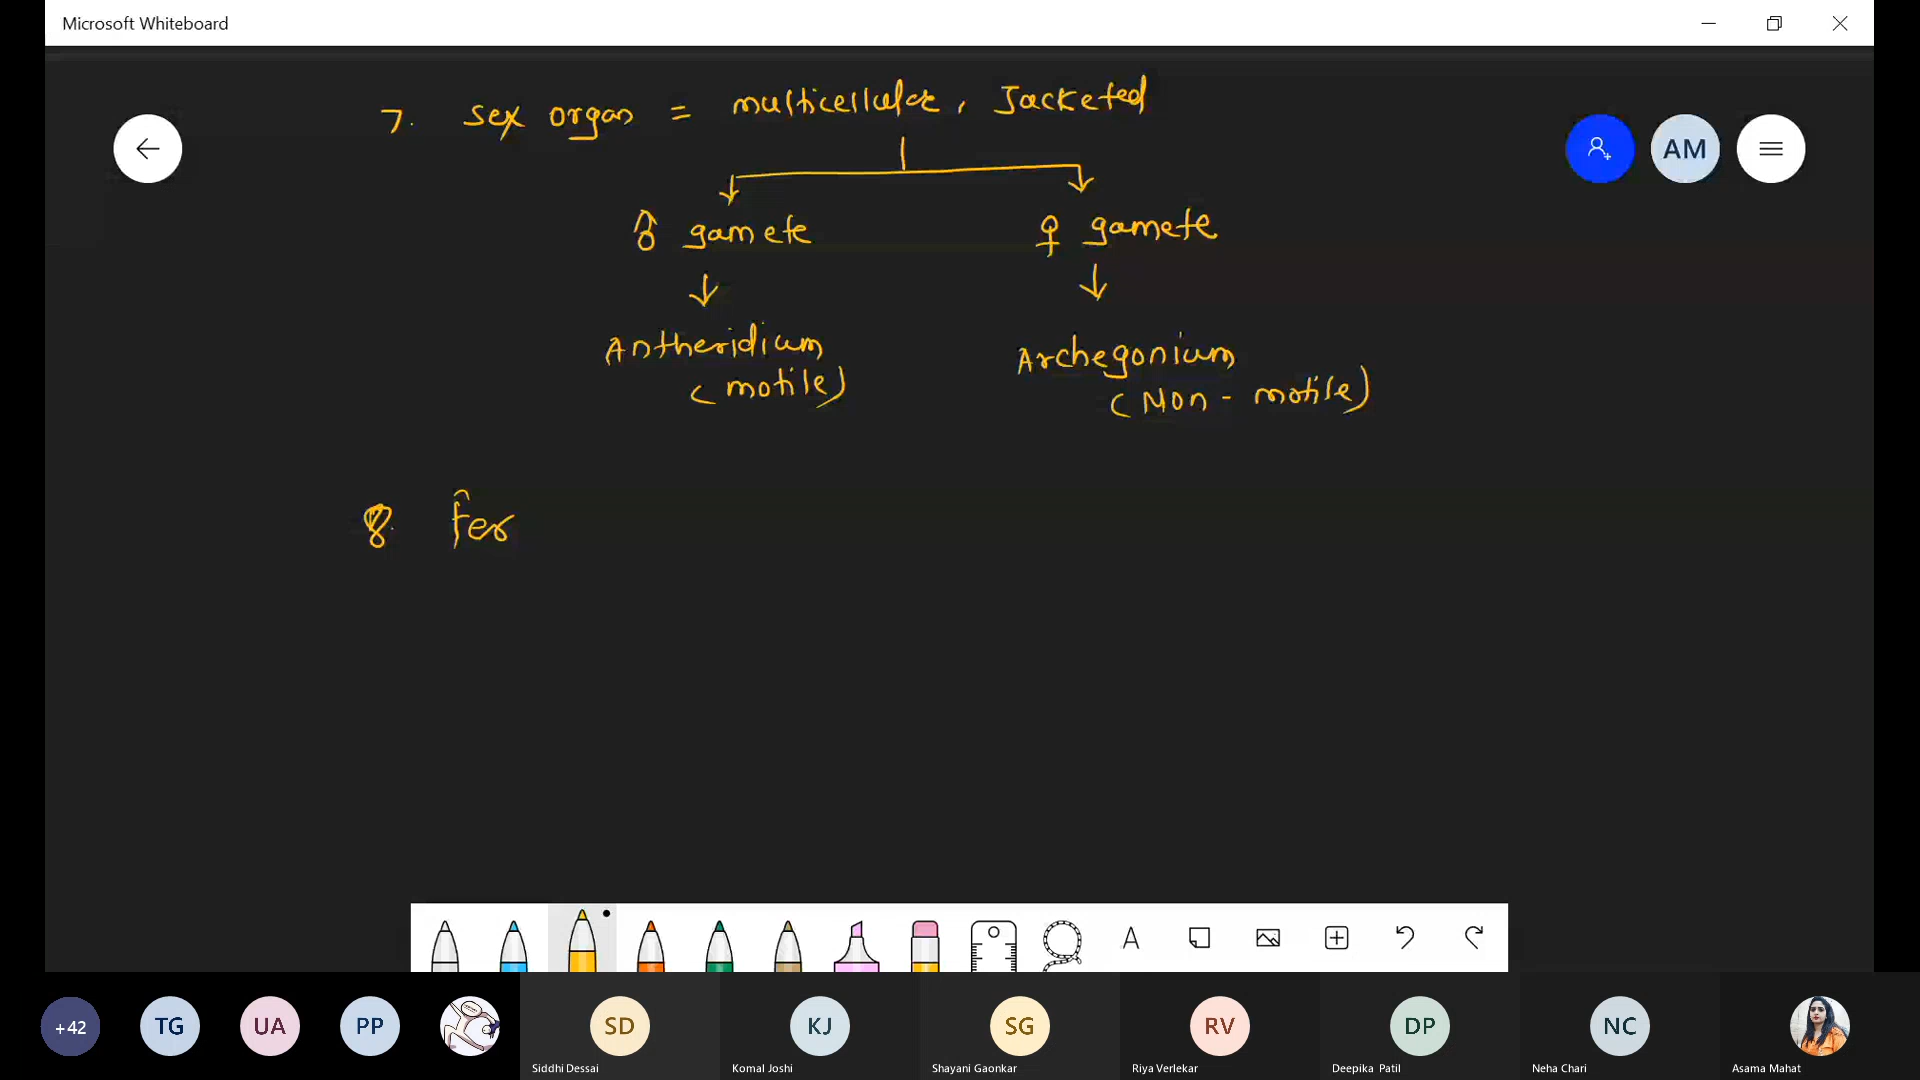 Microsoft Whiteboard
7. sex organ = multicellular, Jacketed
♂ gamete ♀ gamete
Antheridium Archegonium
(motile) (Non-motile)
8. Fer
AM
A
+42 TG UA PP SD KJ SG RV DP NC
Siddhi Dessai Komal Joshi Shayani Gaonkar Riya Verlekar Deepika Patil Neha Chari Asama Mahat